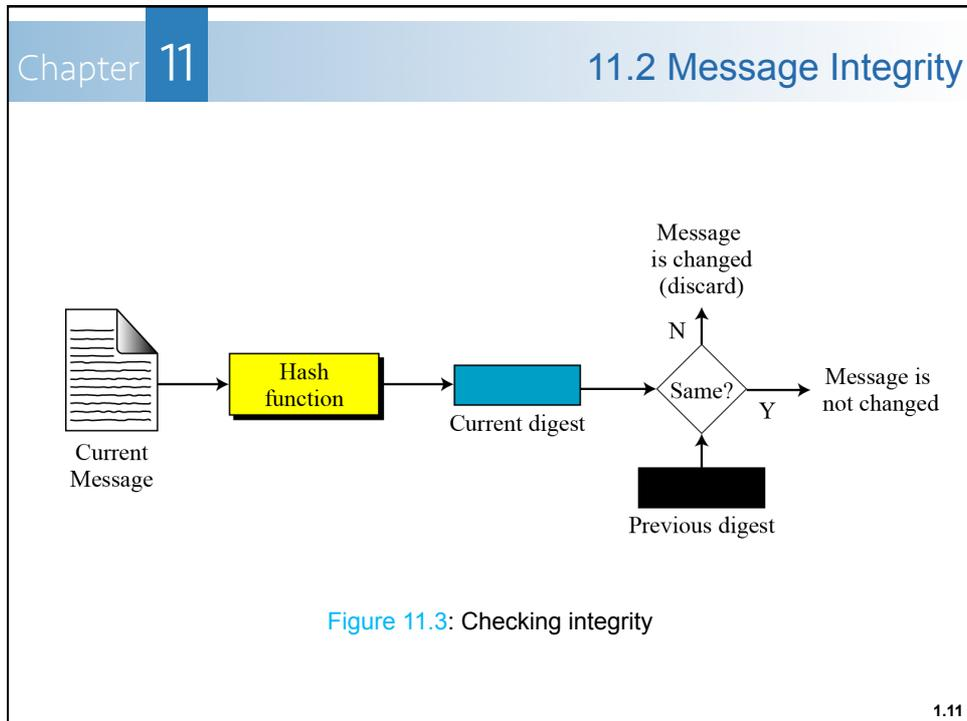 Chapter 11
11.2 Message Integrity
Message
is changed
(discard)
N
Current
Message
Hash
function
Current digest
Same?
Y
Message is
not changed
Previous digest
Figure 11.3: Checking integrity
1.11